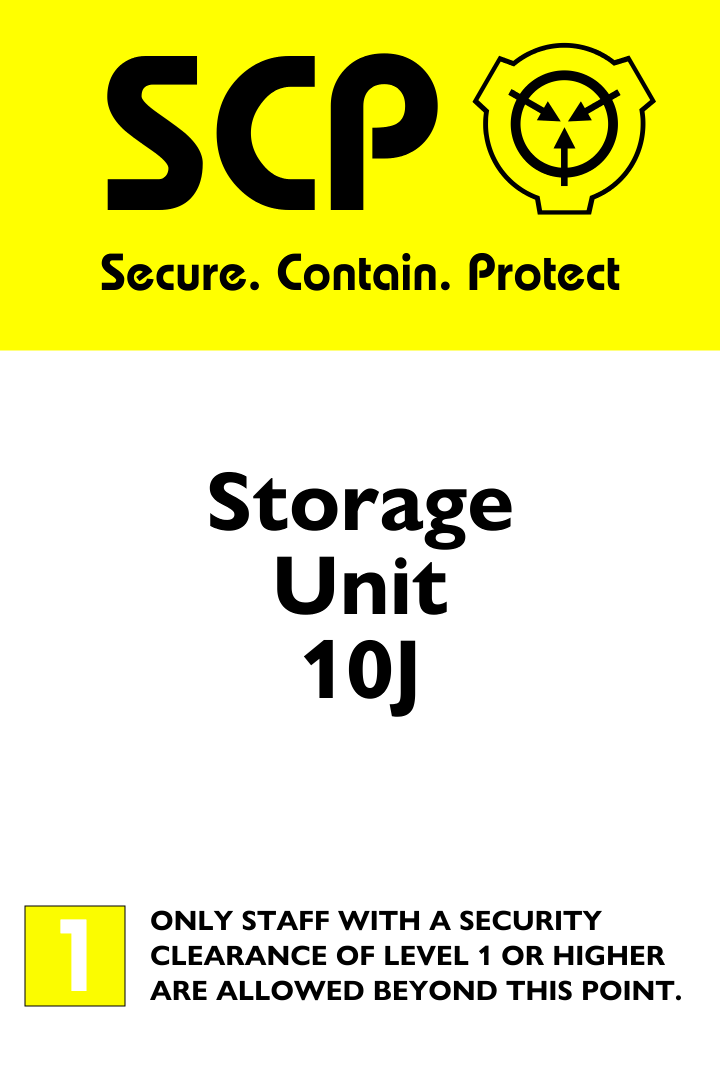 SCP
Secure. Contain. Protect
Storage
Unit
10J
1
ONLY STAFF WITH A SECURITY
CLEARANCE OF LEVEL 1 OR HIGHER
ARE ALLOWED BEYOND THIS POINT.